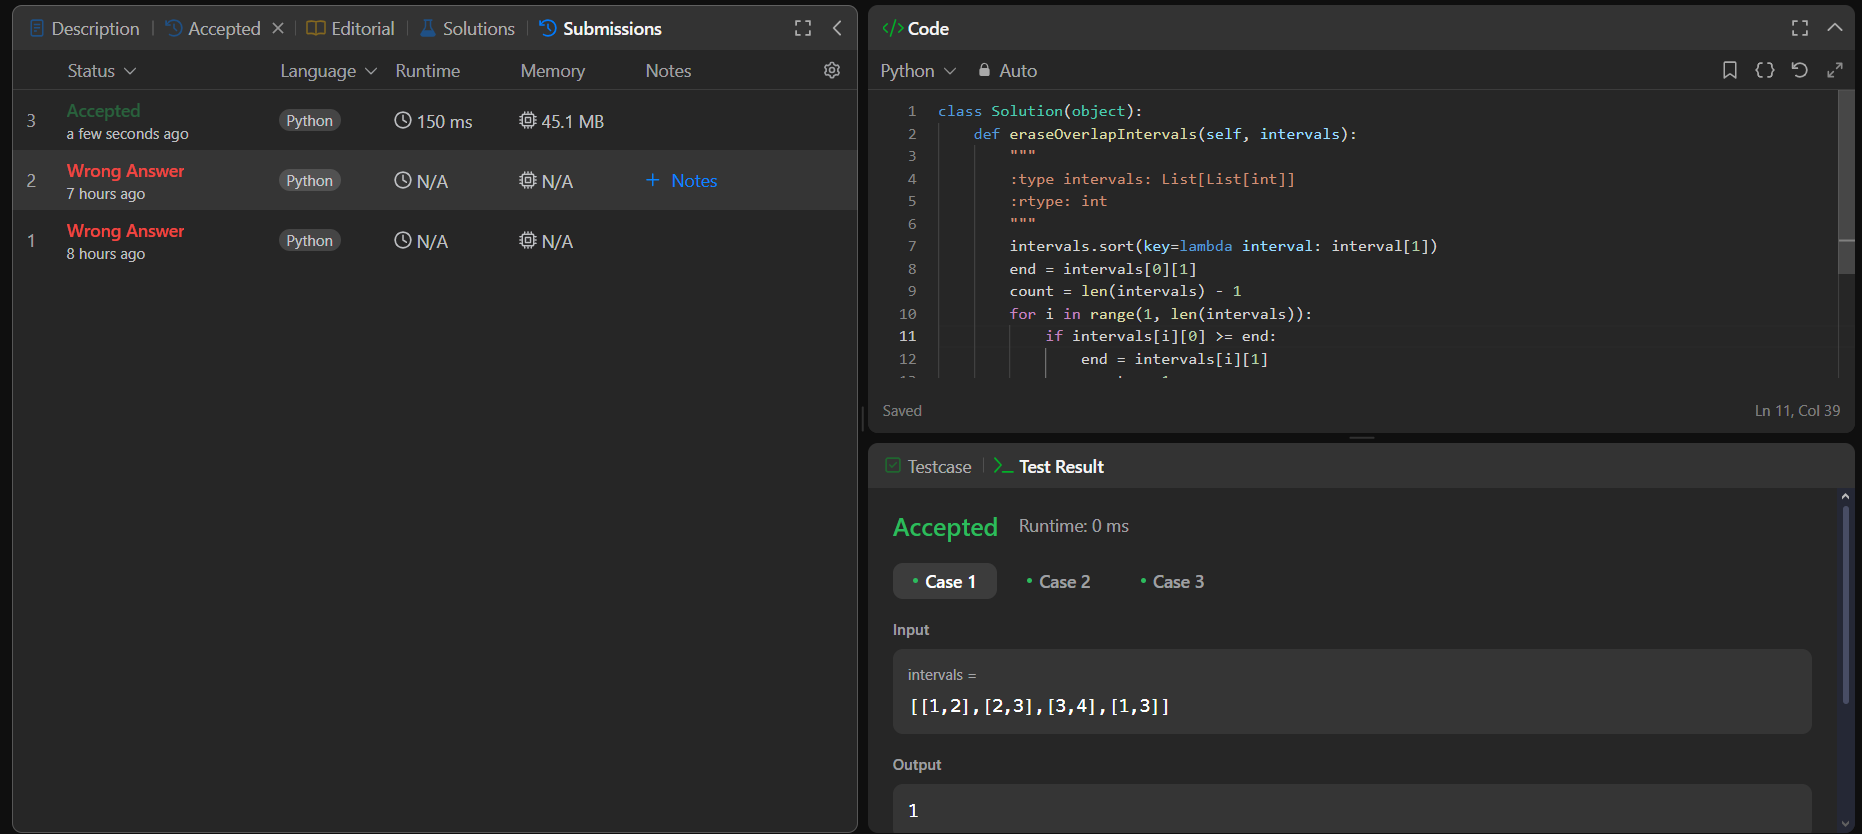 Description | Accepted | Editorial | Solutions | Submissions
Status Language Runtime Memory Notes
3 Accepted Python 150 ms 45.1 MB
a few seconds ago
2 Wrong Answer Python N/A N/A + Notes
7 hours ago
1 Wrong Answer Python N/A N/A
8 hours ago
</> Code
Python Auto
1 class Solution(object):
2 def eraseOverlapIntervals(self, intervals):
3 """
4 :type intervals: List[List[int]]
5 :rtype: int
6 """
7 intervals.sort(key=lambda interval: interval[1])
8 end = intervals[0][1]
9 count = len(intervals) - 1
10 for i in range(1, len(intervals)):
11 if intervals[i][0] >= end:
12 end = intervals[i][1]
Saved Ln 11, Col 39
Testcase | >_ Test Result
Accepted Runtime: 0 ms
Case 1 Case 2 Case 3
Input
intervals =
[[1,2],[2,3],[3,4],[1,3]]
Output
1